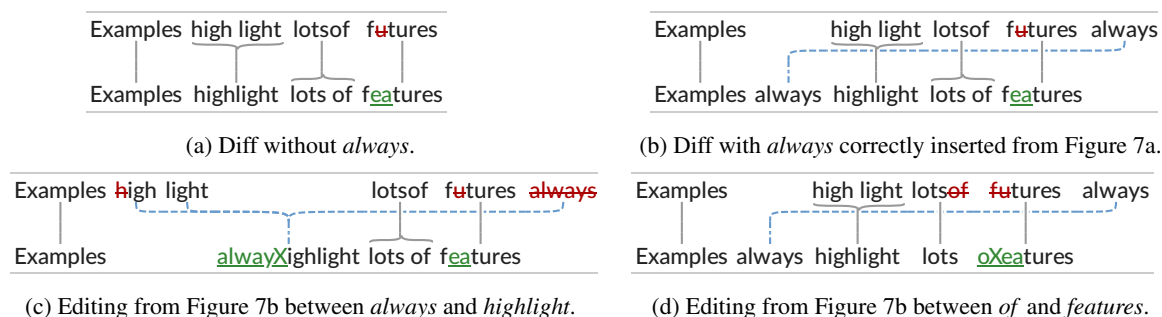 Examples high light lotsof futures
Examples highlight lots of features
(a) Diff without always.
Examples high light lotsof futures always
Examples always highlight lots of features
(b) Diff with always correctly inserted from Figure 7a.
Examples high light lotsof futures always
Examples alwayXighlight lots of features
(c) Editing from Figure 7b between always and highlight.
Examples high light lotsof futures always
Examples always highlight lots oXeatures
(d) Editing from Figure 7b between of and features.